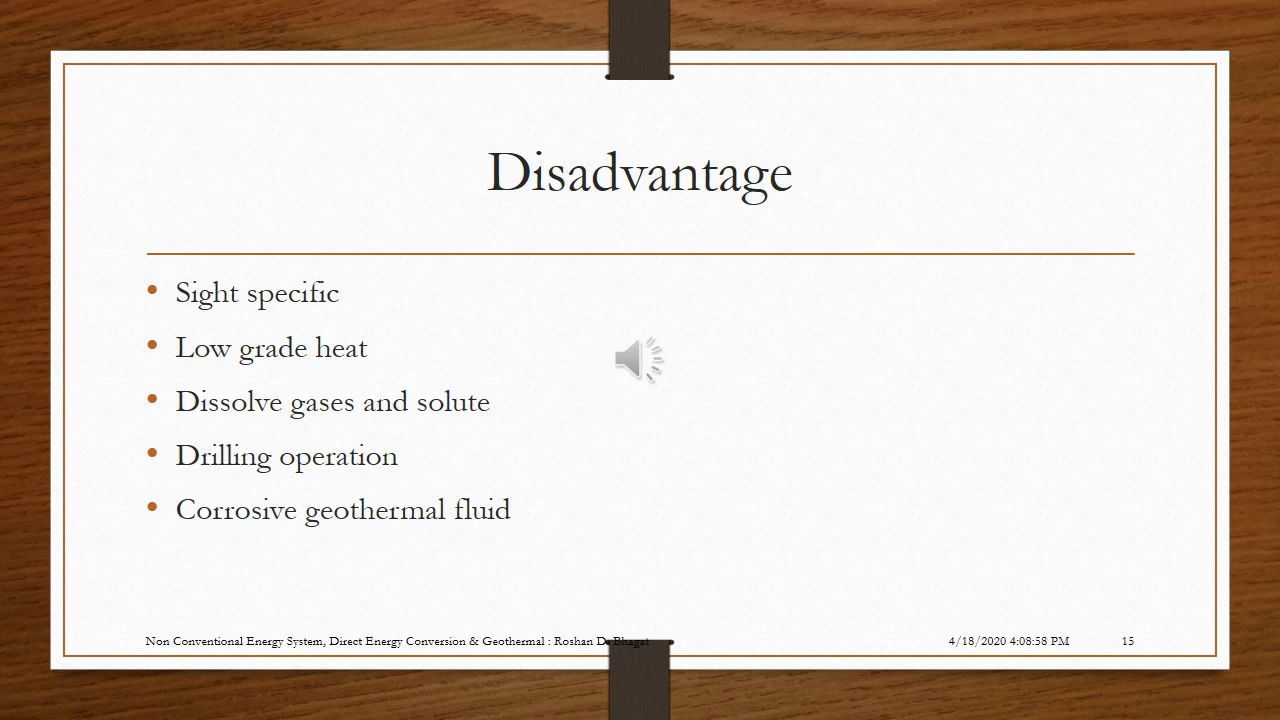 Disadvantage
• Sight specific
• Low grade heat
• Dissolve gases and solute
• Drilling operation
• Corrosive geothermal fluid
Non Conventional Energy System, Direct Energy Conversion & Geothermal : Roshan D. Bhagat 4/18/2020 4:08:58 PM 15